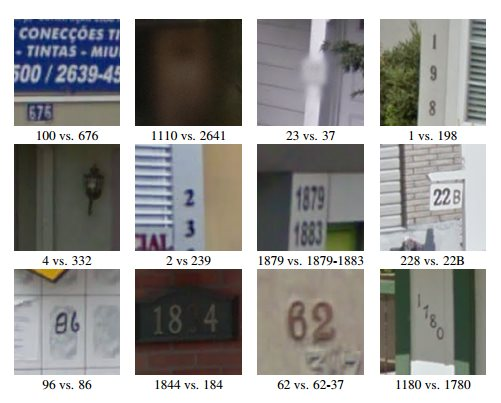 CONECÇÕES TI
- TINTAS - MIU
500 / 2639-45
676
1
9
8
100 vs. 676
1110 vs. 2641
23 vs. 37
1 vs. 198
2
3
CIAL
1879
1883
22B
4 vs. 332
2 vs 239
1879 vs. 1879-1883
228 vs. 22B
86
18 4
62
1780
1844 vs. 184
96 vs. 86
62 vs. 62-37
1180 vs. 1780